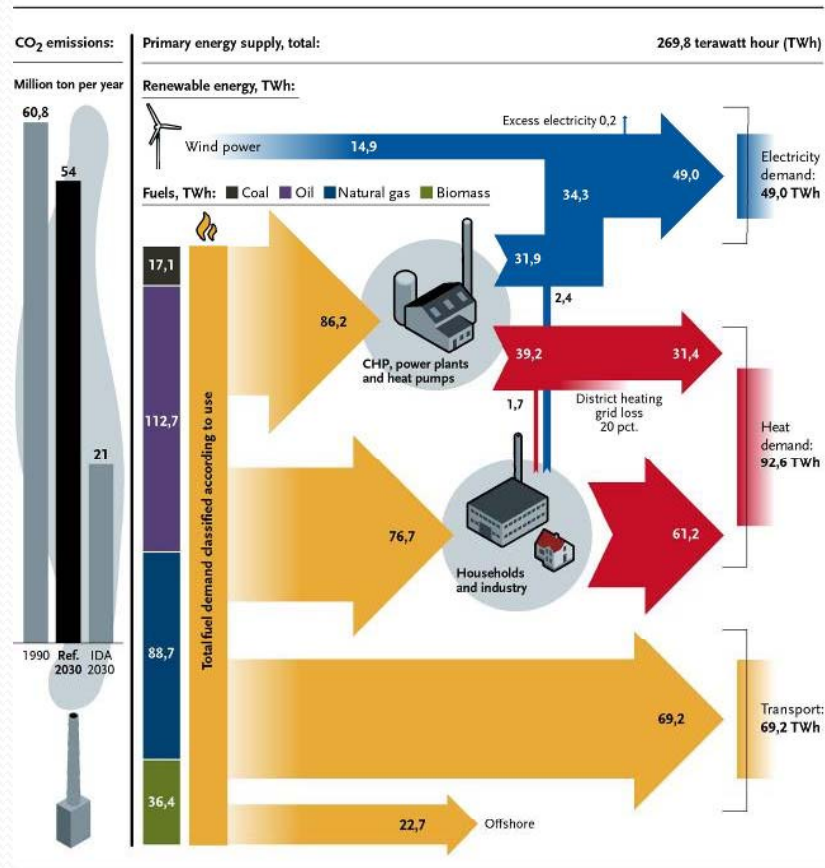 CO2 emissions:
Million ton per year
60,8
54
21
1990 Ref. IDA
2030 2030
Primary energy supply, total: 269,8 terawatt hour (TWh)
Renewable energy, TWh:
Wind power
14,9
Excess electricity 0,2
34,3
49,0
Electricity
demand:
49,0 TWh
Fuels, TWh: Coal Oil Natural gas Biomass
17,1
112,7
88,7
36,4
Total fuel demand classified according to use
86,2
CHP, power plants
and heat pumps
31,9
2,4
39,2
31,4
1,7
District heating
grid loss
20 pct.
Heat
demand:
92,6 TWh
76,7
Households
and industry
61,2
69,2
Transport:
69,2 TWh
22,7
Offshore